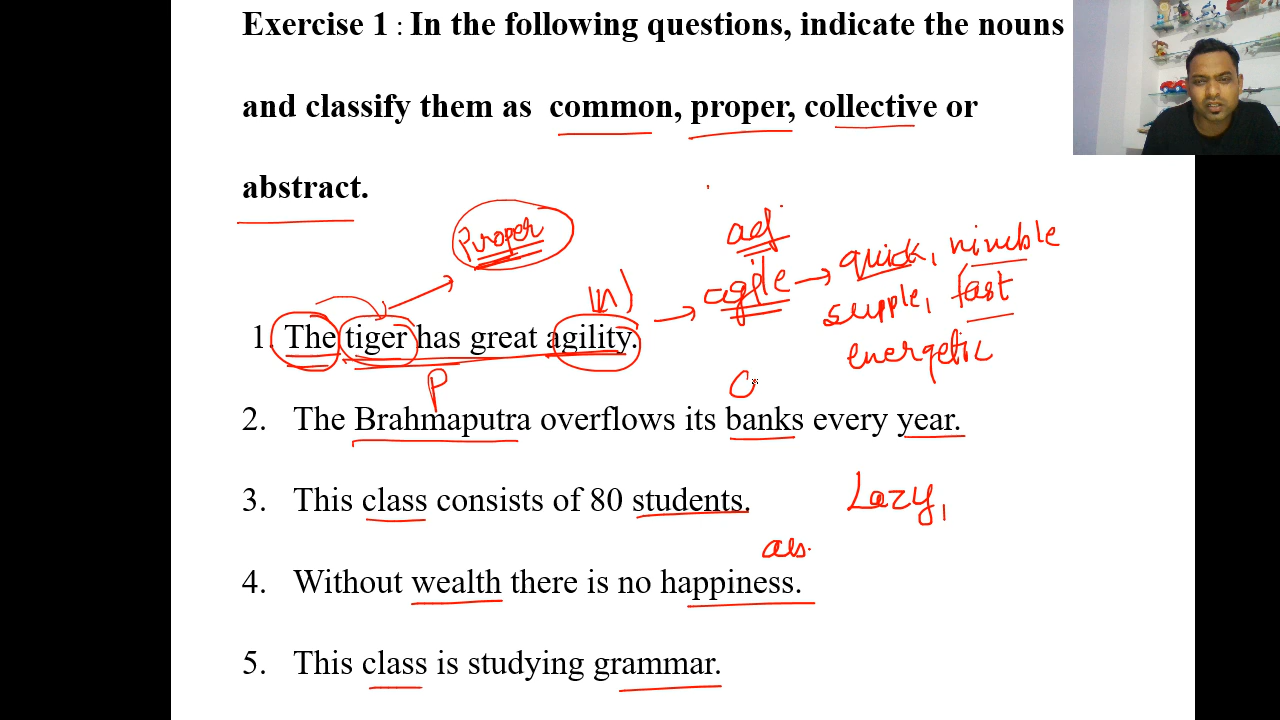 Exercise 1 : In the following questions, indicate the nouns
and classify them as common, proper, collective or
abstract.
Proper
adj
(n)
agile
quick, nimble
supple, fast
energetic
1. The tiger has great agility.
P
C
2. The Brahmaputra overflows its banks every year.
3. This class consists of 80 students.
Lazy,
abs.
4. Without wealth there is no happiness.
5. This class is studying grammar.